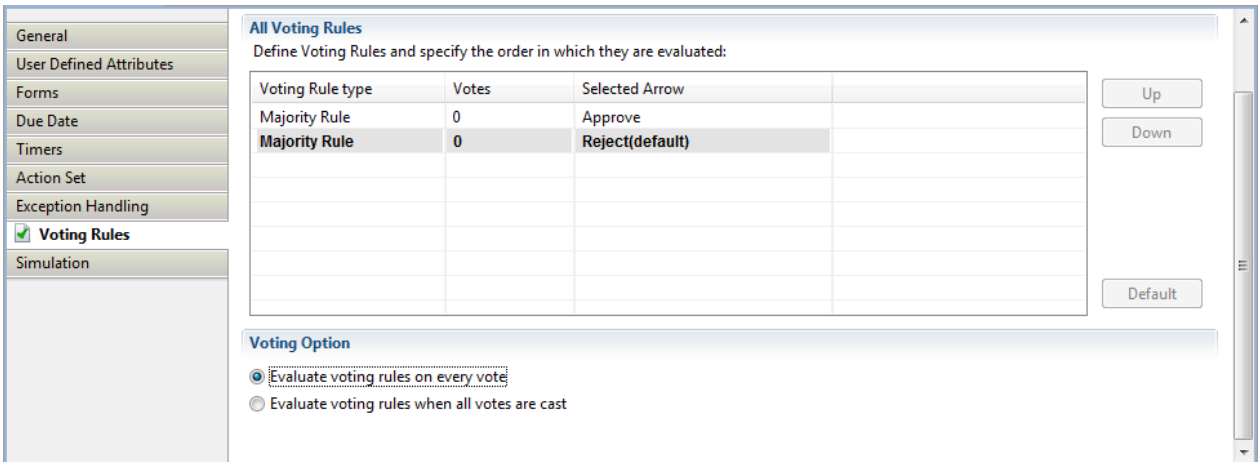 General
User Defined Attributes
Forms
Due Date
Timers
Action Set
Exception Handling
Voting Rules
Simulation
All Voting Rules
Define Voting Rules and specify the order in which they are evaluated:
Voting Rule type Votes Selected Arrow
Majority Rule 0 Approve
Majority Rule 0 Reject(default)
Up
Down
Default
Voting Option
Evaluate voting rules on every vote
Evaluate voting rules when all votes are cast